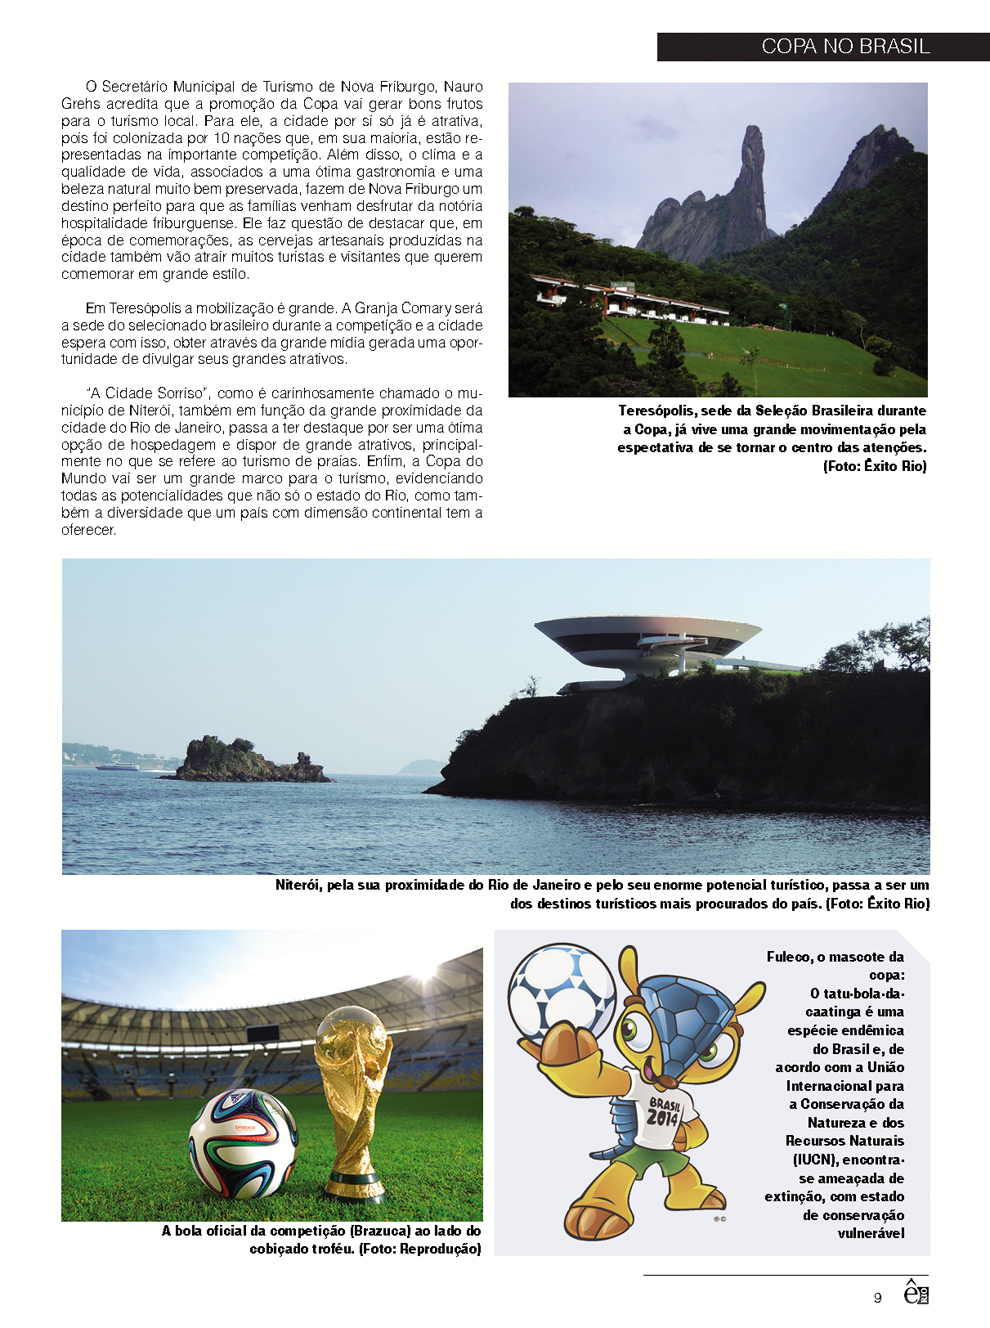 COPA NO BRASIL
O Secretário Municipal de Turismo de Nova Friburgo, Nauro
Grehs acredita que a promoção da Copa vai gerar bons frutos
para o turismo local. Para ele, a cidade por si só já é atrativa,
pois foi colonizada por 10 nações que, em sua maioria, estão re-
presentadas na importante competição. Além disso, o clima e a
qualidade de vida, associados a uma ótima gastronomia e uma
beleza natural muito bem preservada, fazem de Nova Friburgo um
destino perfeito para que as famílias venham desfrutar da notória
hospitalidade friburguense. Ele faz questão de destacar que, em
época de comemorações, as cervejas artesanais produzidas na
cidade também vão atrair muitos turistas e visitantes que querem
comemorar em grande estilo.
Em Teresópolis a mobilização é grande. A Granja Comary será
a sede do selecionado brasileiro durante a competição e a cidade
espera com isso, obter através da grande mídia gerada uma opor-
tunidade de divulgar seus grandes atrativos.
"A Cidade Sorriso", como é carinhosamente chamado o mu-
nicípio de Niterói, também em função da grande proximidade da
cidade do Rio de Janeiro, passa a ter destaque por ser uma ótima
opção de hospedagem e dispor de grande atrativos, principal-
mente no que se refere ao turismo de praias. Enfim, a Copa do
Mundo vai ser um grande marco para o turismo, evidenciando
todas as potencialidades que não só o estado do Rio, como tam-
bém a diversidade que um país com dimensão continental tem a
oferecer.
Teresópolis, sede da Seleção Brasileira durante
a Copa, já vive uma grande movimentação pela
espectativa de se tornar o centro das atenções.
(Foto: Êxito Rio)
Niterói, pela sua proximidade do Rio de Janeiro e pelo seu enorme potencial turístico, passa a ser um
dos destinos turísticos mais procurados do país. (Foto: Êxito Rio)
A bola oficial da competição (Brazuca) ao lado do
cobiçado troféu. (Foto: Reprodução)
BRASIL
2014
Fuleco, o mascote da
copa:
O tatu-bola-da-
caatinga é uma
espécie endêmica
do Brasil e, de
acordo com a União
Internacional para
a Conservação da
Natureza e dos
Recursos Naturais
(IUCN), encontra-
se ameaçada de
extinção, com estado
de conservação
vulnerável
9